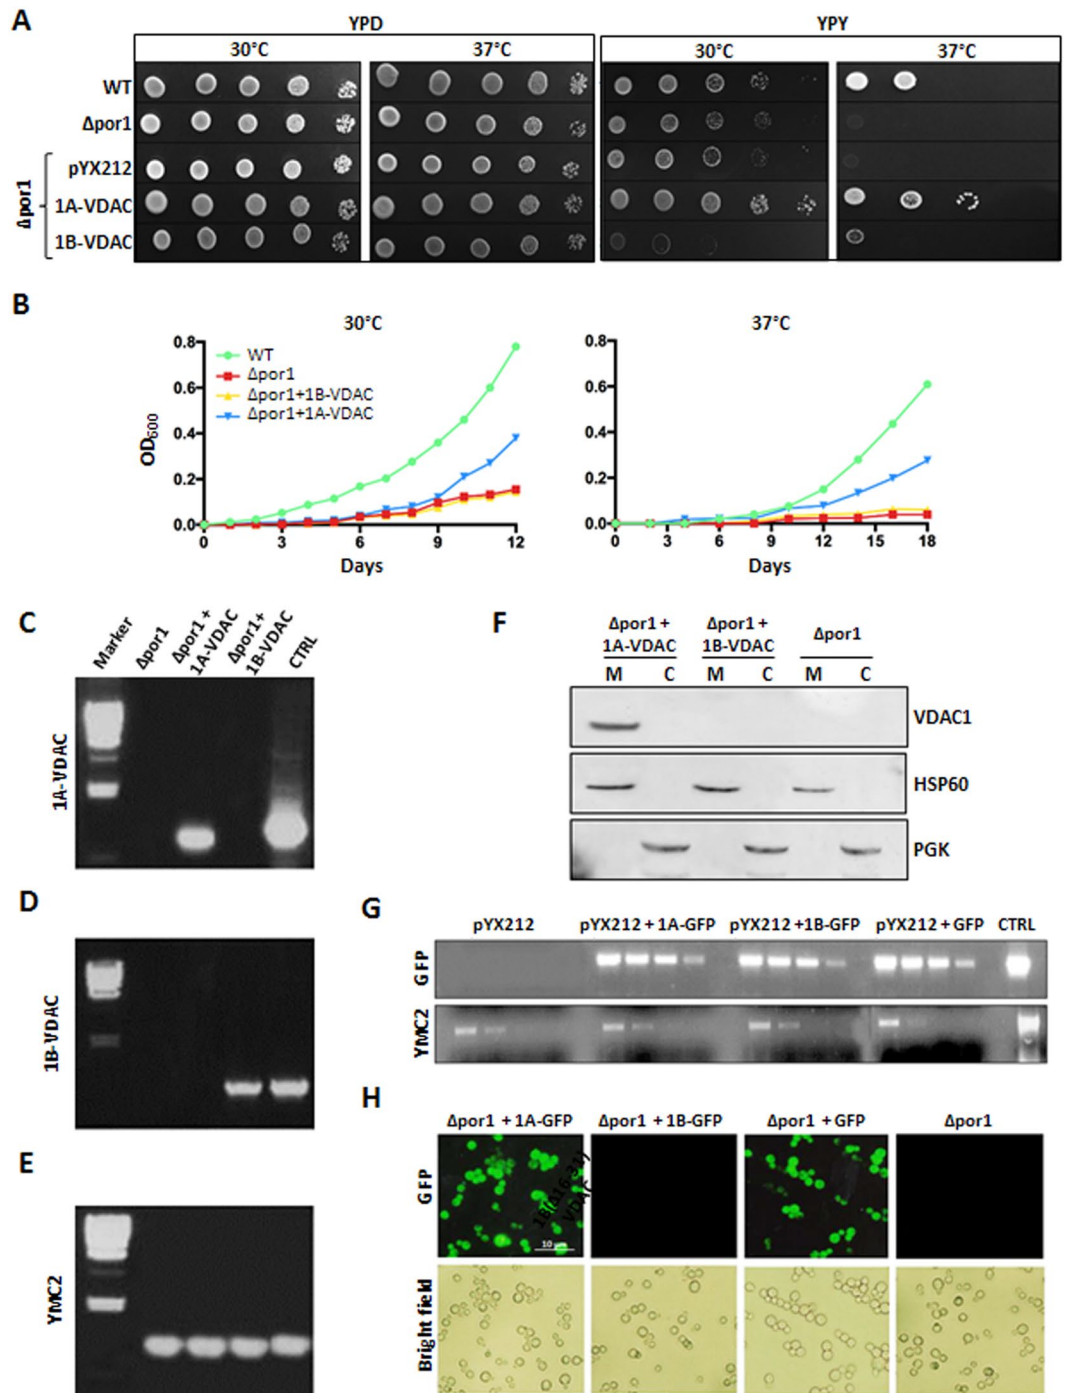 A
YPD
YPY
30°C
37°C
30°C
37°C
WT
Δpor1
pYX212
1A-VDAC
1B-VDAC
Δpor1
B
30°C
37°C
0.8
0.6
0.4
0.2
0.0
OD600
WT
Δpor1
Δpor1+1B-VDAC
Δpor1+1A-VDAC
0 3 6 9 12
Days
0.8
0.6
0.4
0.2
0.0
0 3 6 9 12 15 18
Days
C
Marker
Δpor1
Δpor1 +
1A-VDAC
Δpor1+
1B-VDAC
CTRL
1A-VDAC
D
1B-VDAC
E
YMC2
F
Δpor1 +
1A-VDAC
Δpor1 +
1B-VDAC
Δpor1
M C M C M C
VDAC1
HSP60
PGK
G
pYX212 pYX212 + 1A-GFP pYX212 +1B-GFP pYX212 + GFP CTRL
GFP
YMC2
H
Δpor1 + 1A-GFP Δpor1 + 1B-GFP Δpor1 + GFP Δpor1
GFP
1B(Δ16-31)
VDAC
10 μm
Bright field